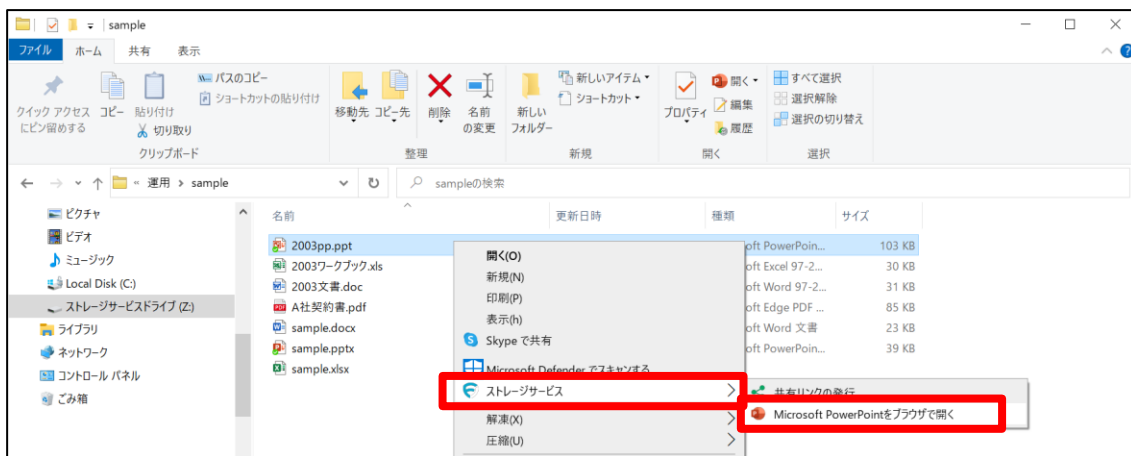 sample
ファイル ホーム 共有 表示
クイック アクセス にピン留めする
コピー
貼り付け
パスのコピー
ショートカットの貼り付け
切り取り
クリップボード
移動先 コピー先 削除 名前の変更
整理
新しいフォルダー
新しいアイテム
ショートカット
新規
プロパティ
開く
編集
履歴
開く
すべて選択
選択解除
選択の切り替え
選択
« 運用 > sample
sampleの検索
ピクチャ
ビデオ
ミュージック
Local Disk (C:)
ストレージサービスドライブ (Z:)
ライブラリ
ネットワーク
コントロール パネル
ごみ箱
名前 更新日時 種類 サイズ
2003pp.ppt oft PowerPoin... 103 KB
2003ワークブック.xls oft Excel 97-2... 30 KB
2003文書.doc oft Word 97-2... 31 KB
A社契約書.pdf oft Edge PDF ... 85 KB
sample.docx oft Word 文書 23 KB
sample.pptx oft PowerPoin... 39 KB
sample.xlsx
開く(O)
新規(N)
印刷(P)
表示(h)
Skype で共有
Microsoft Defender でスキャンする
ストレージサービス
解凍(X)
圧縮(U)
共有リンクの発行
Microsoft PowerPointをブラウザで開く